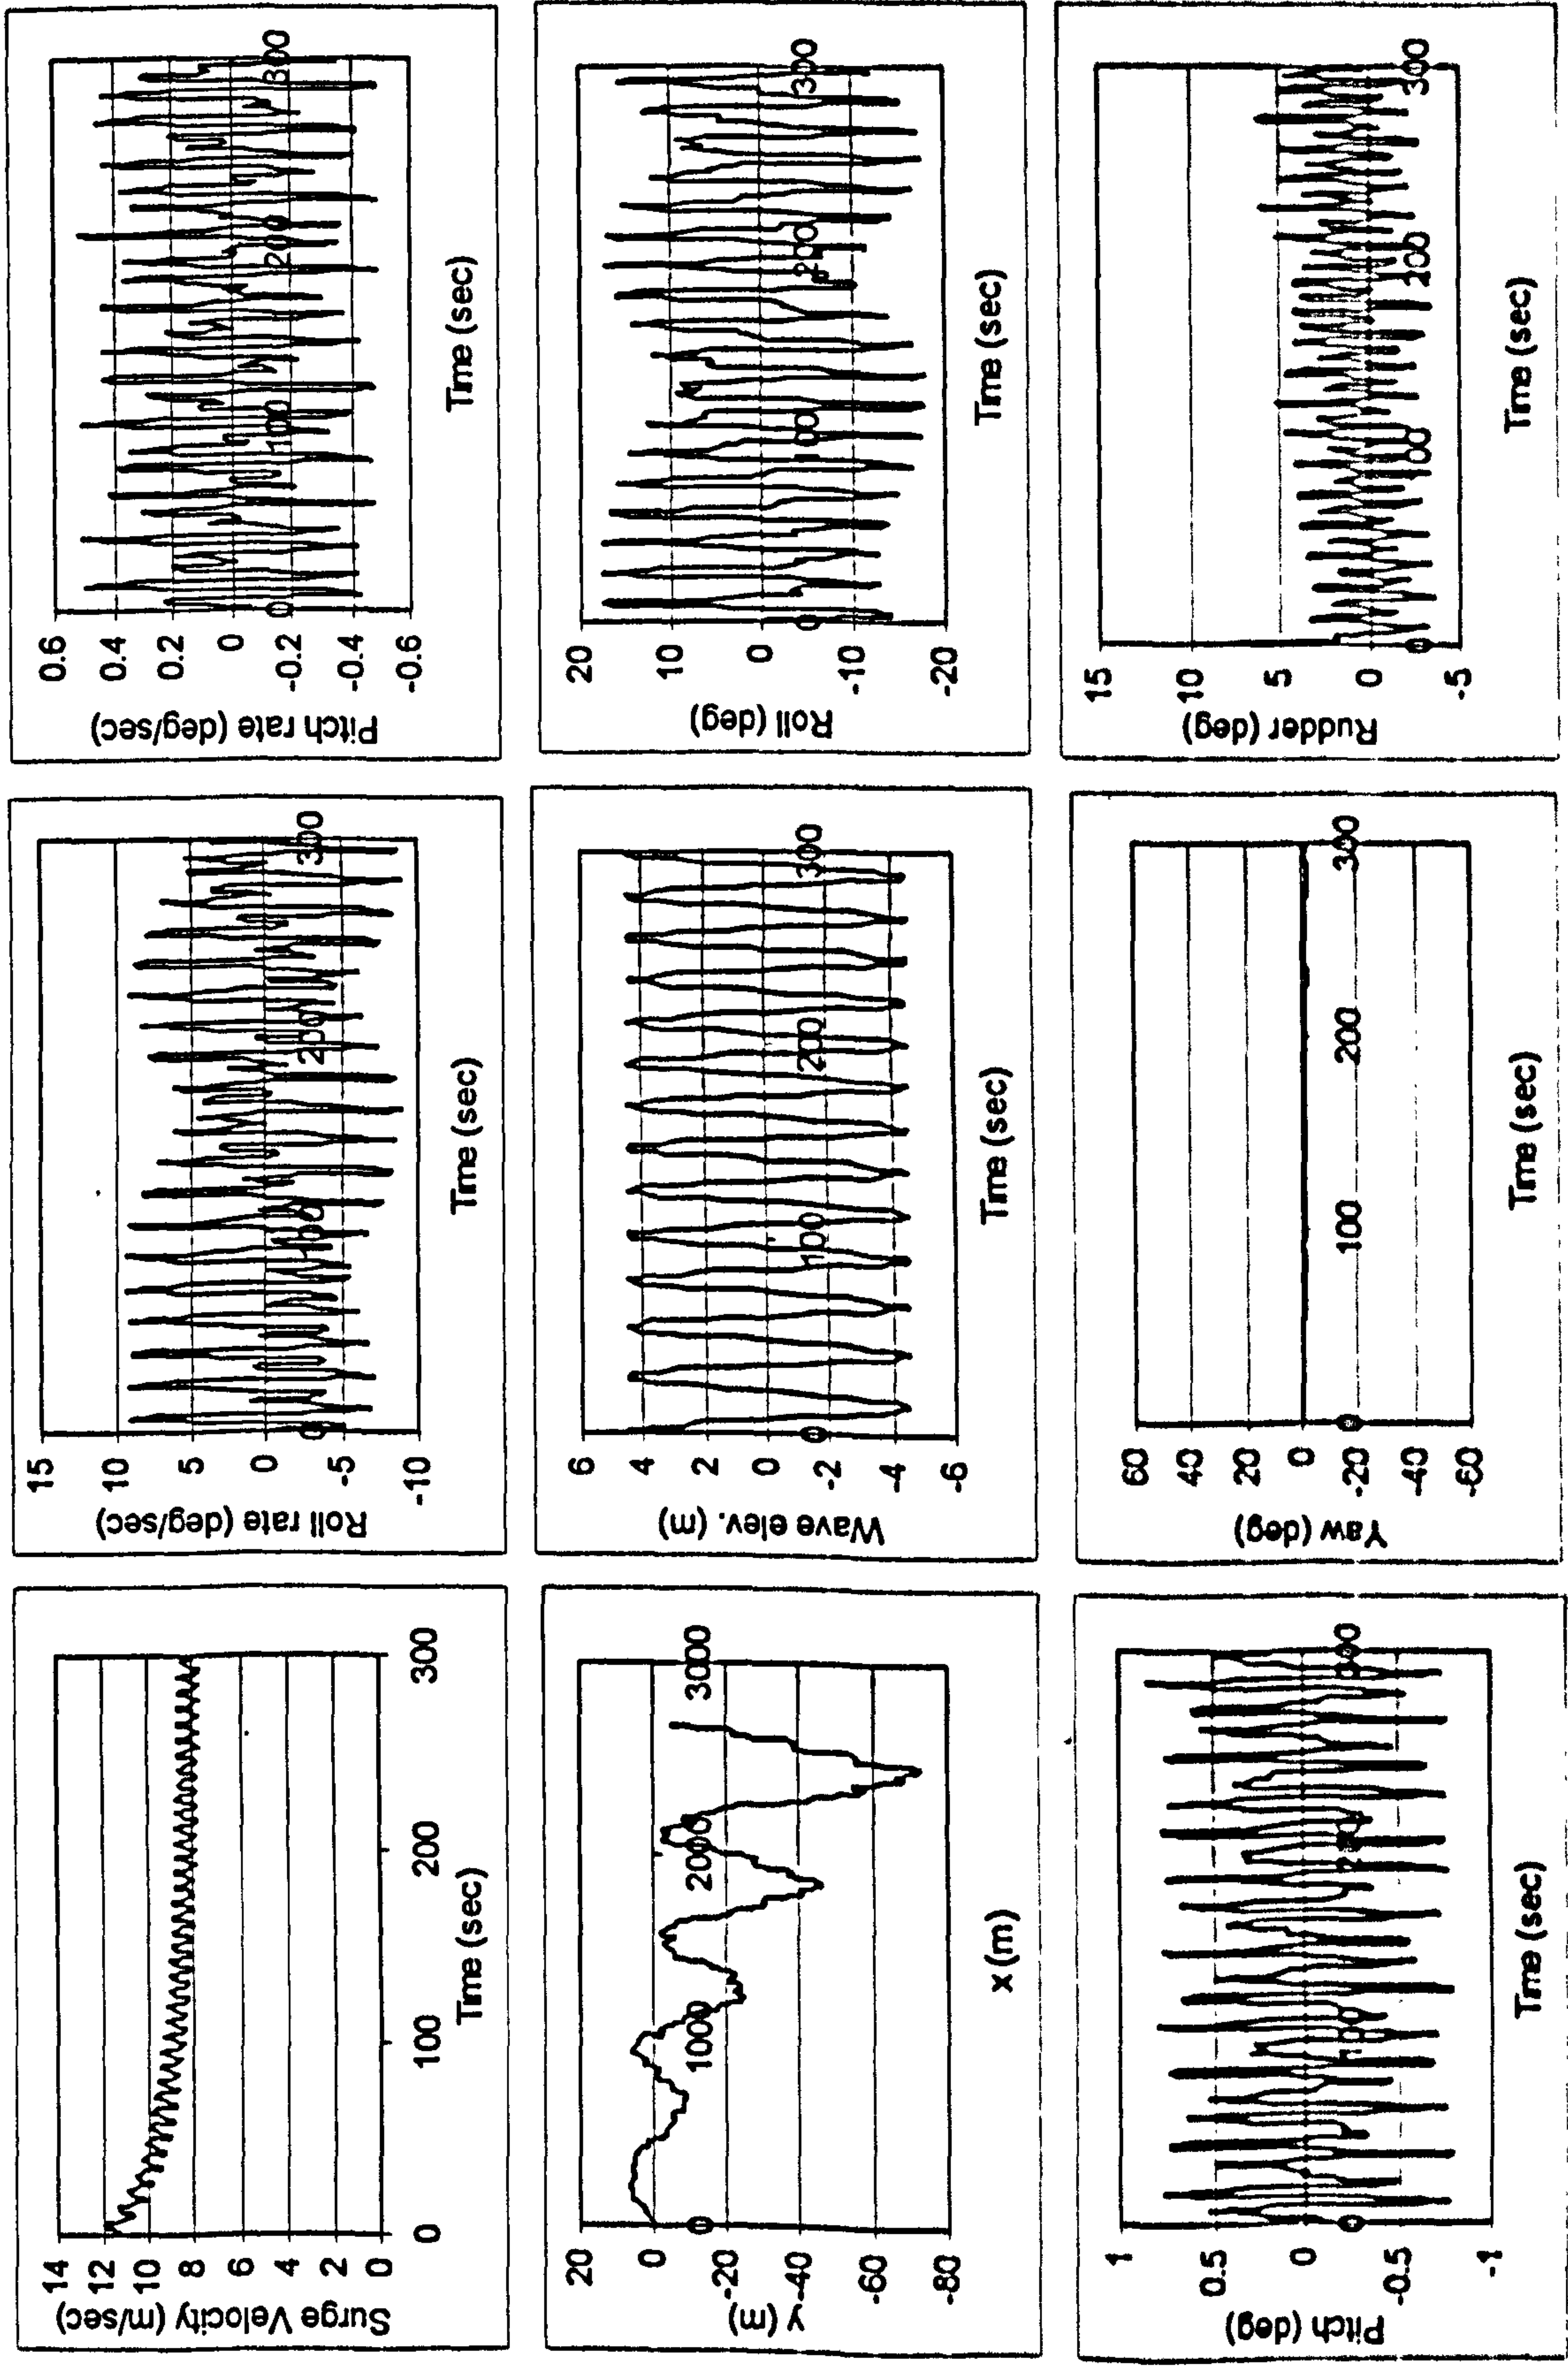 Surge Velocity (m/sec)
14
12
10
8
6
4
2
0
0 100 200 300
Time (sec)
Roll rate (deg/sec)
15
10
5
0
-5
-10
0 100 200 300
Time (sec)
Pitch rate (deg/sec)
0.6
0.4
0.2
0
-0.2
-0.4
-0.6
0 100 200 300
Time (sec)
Y (m)
20
0
-20
-40
-60
-80
0 1000 2000 3000
x (m)
Wave elev. (m)
6
4
2
0
-2
-4
-6
0 100 200 300
Time (sec)
Roll (deg)
20
10
0
-10
-20
0 100 200 300
Time (sec)
Pitch (deg)
1
0.5
0
-0.5
-1
0 100 200 300
Time (sec)
Yaw (deg)
60
40
20
0
-20
-40
-60
0 100 200 300
Time (sec)
Rudder (deg)
15
10
5
0
-5
0 100 200 300
Time (sec)